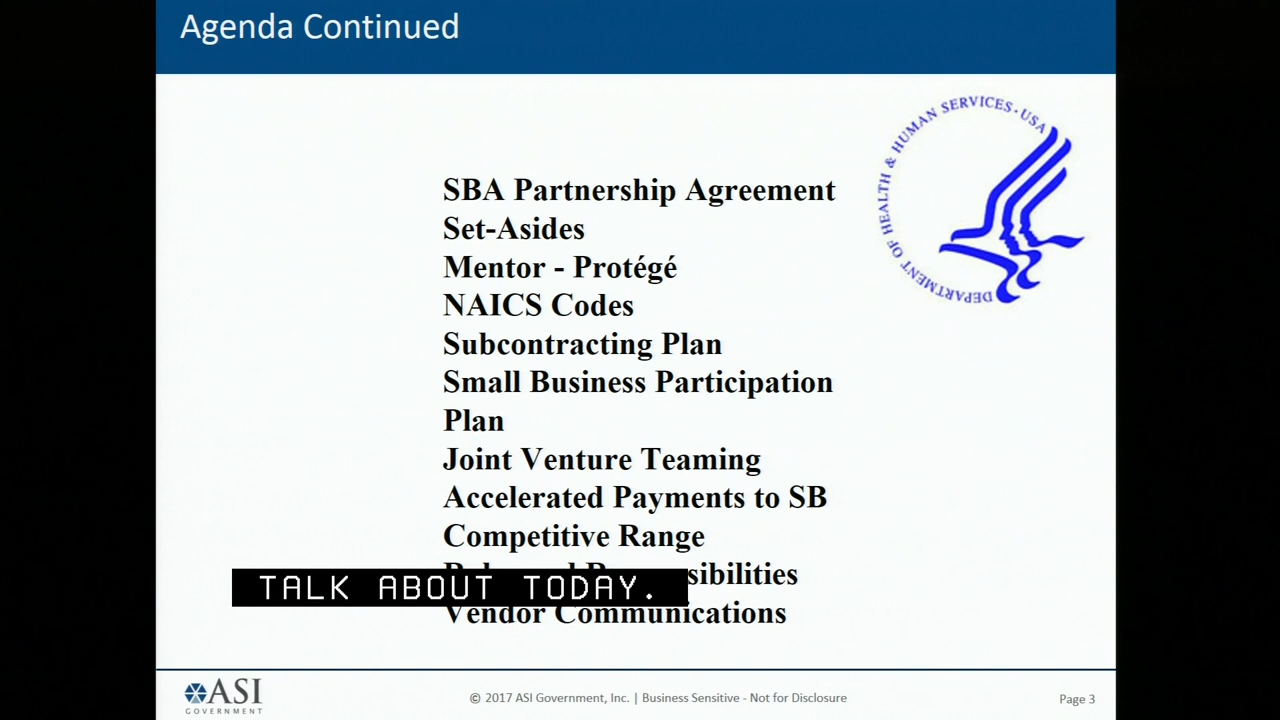 Agenda Continued
DEPARTMENT OF HEALTH & HUMAN SERVICES · USA
SBA Partnership Agreement
Set-Asides
Mentor - Protégé
NAICS Codes
Subcontracting Plan
Small Business Participation
Plan
Joint Venture Teaming
Accelerated Payments to SB
Competitive Range
TALK ABOUT TODAY.
Vendor Communications
ASI
GOVERNMENT
© 2017 ASI Government, Inc. | Business Sensitive - Not for Disclosure
Page 3